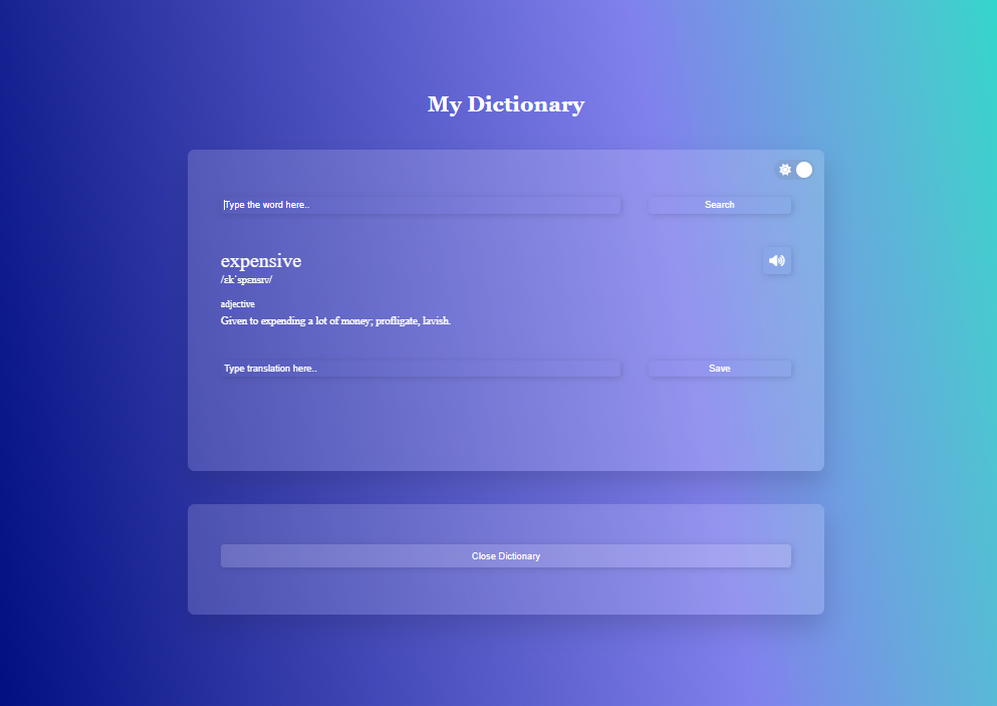 My Dictionary
Type the word here..
Search
expensive
/ɛkˈspɛnsɪv/
adjective
Given to expending a lot of money; profligate, lavish.
Type translation here..
Save
Close Dictionary